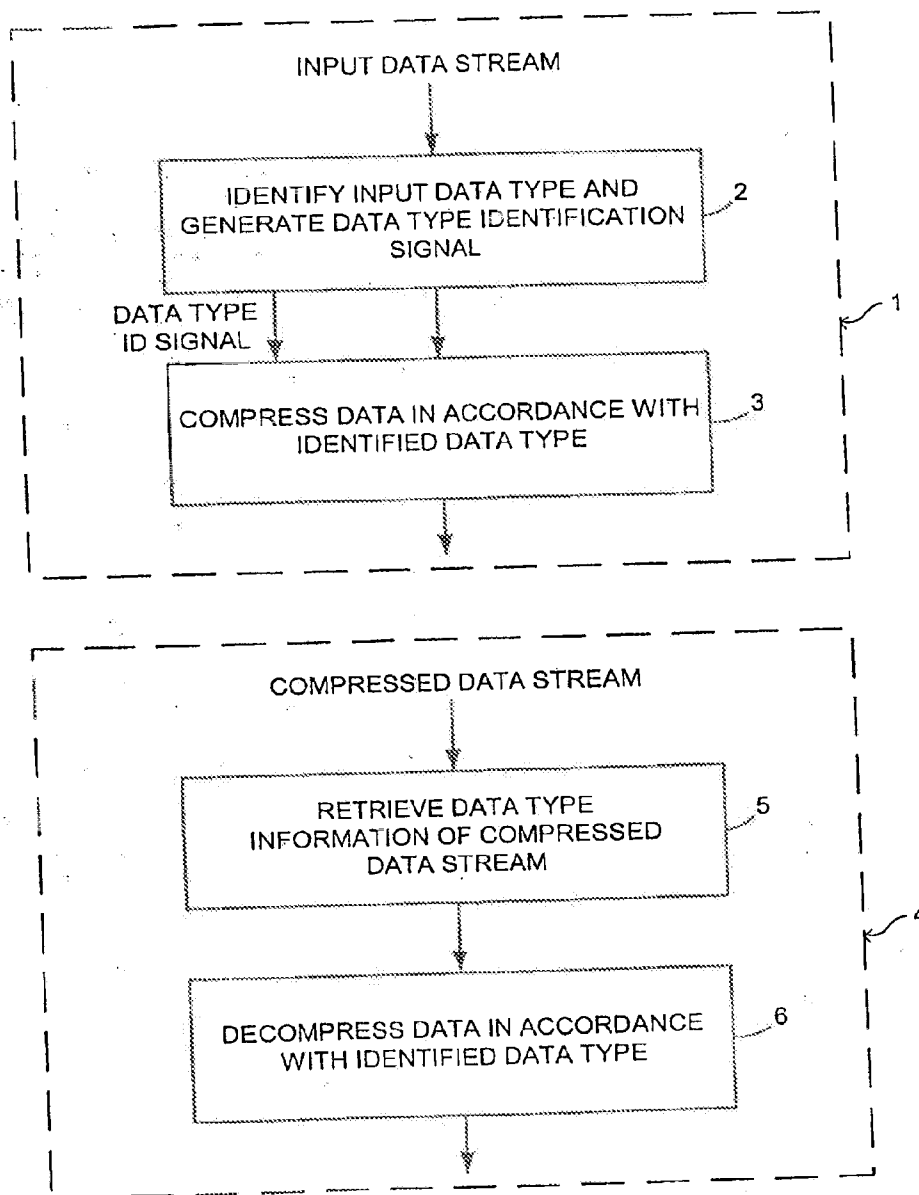 INPUT DATA STREAM
IDENTIFY INPUT DATA TYPE AND
GENERATE DATA TYPE IDENTIFICATION
SIGNAL
2
DATA TYPE
ID SIGNAL
1
COMPRESS DATA IN ACCORDANCE WITH
IDENTIFIED DATA TYPE
3
COMPRESSED DATA STREAM
RETRIEVE DATA TYPE
INFORMATION OF COMPRESSED
DATA STREAM
5
4
DECOMPRESS DATA IN ACCORDANCE
WITH IDENTIFIED DATA TYPE
6